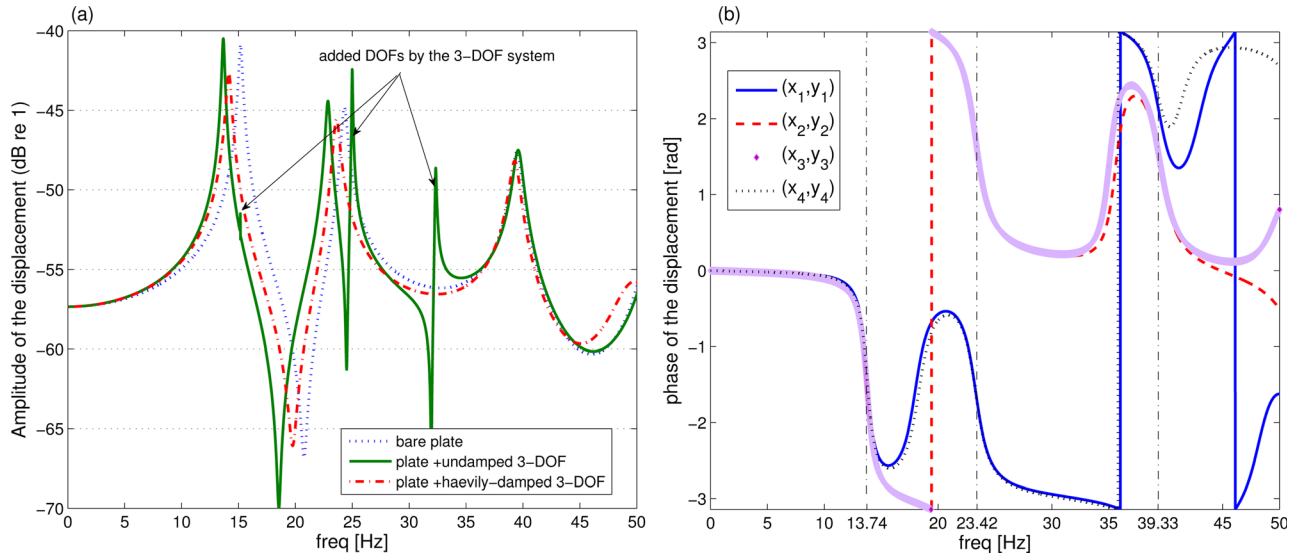 (a)
−40
−45
−50
−55
−60
−65
−70
Amplitude of the displacement (dB re 1)
added DOFs by the 3−DOF system
bare plate
plate +undamped 3−DOF
plate +haevily−damped 3−DOF
0 5 10 15 20 25 30 35 40 45 50
freq [Hz]
(b)
3
2
1
0
−1
−2
−3
phase of the displacement [rad]
(x1,y1)
(x2,y2)
(x3,y3)
(x4,y4)
0 5 10 13.74 20 23.42 30 35 39.33 45 50
freq [Hz]